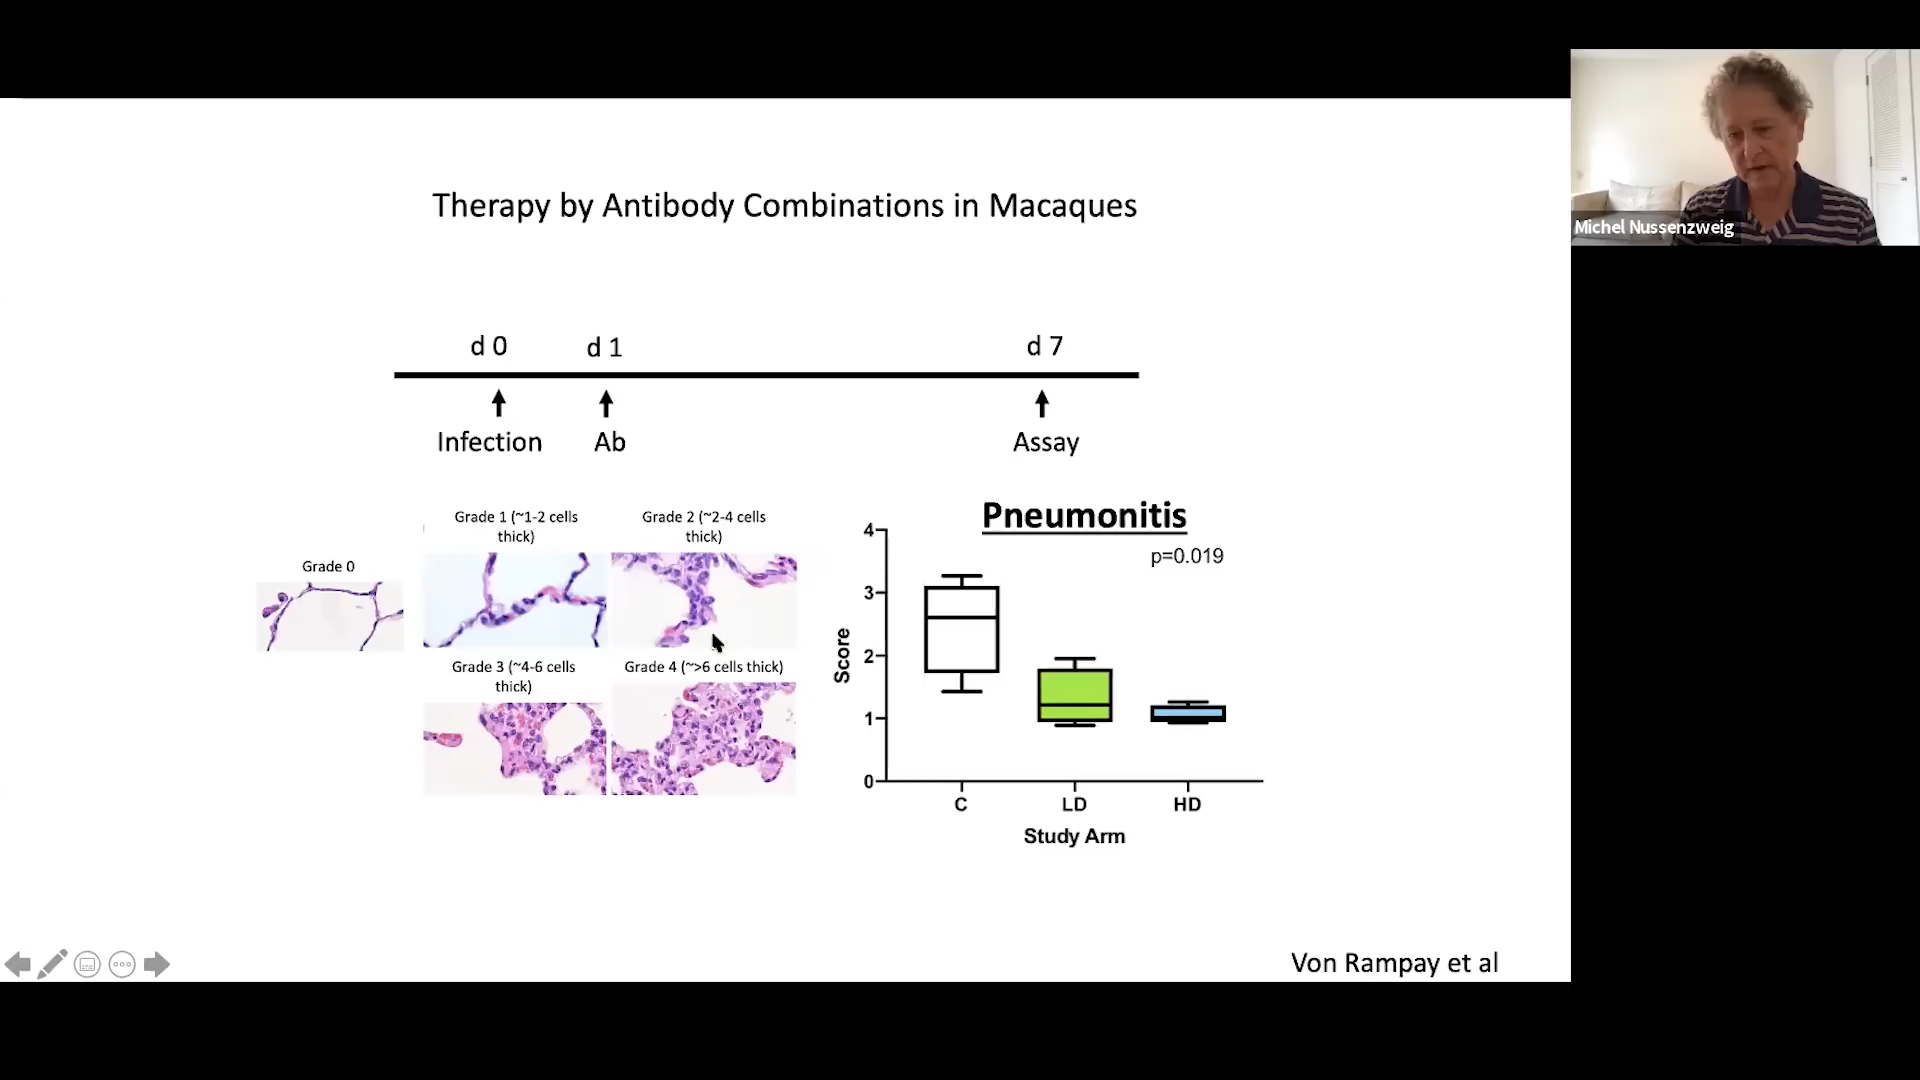 Michel Nussenzweig
Therapy by Antibody Combinations in Macaques
d 0
d 1
d 7
Infection
Ab
Assay
Grade 0
Grade 1 (~1-2 cells
thick)
Grade 2 (~2-4 cells
thick)
Grade 3 (~4-6 cells
thick)
Grade 4 (~>6 cells thick)
Pneumonitis
p=0.019
Score
4
3
2
1
0
C
LD
HD
Study Arm
Von Rampay et al